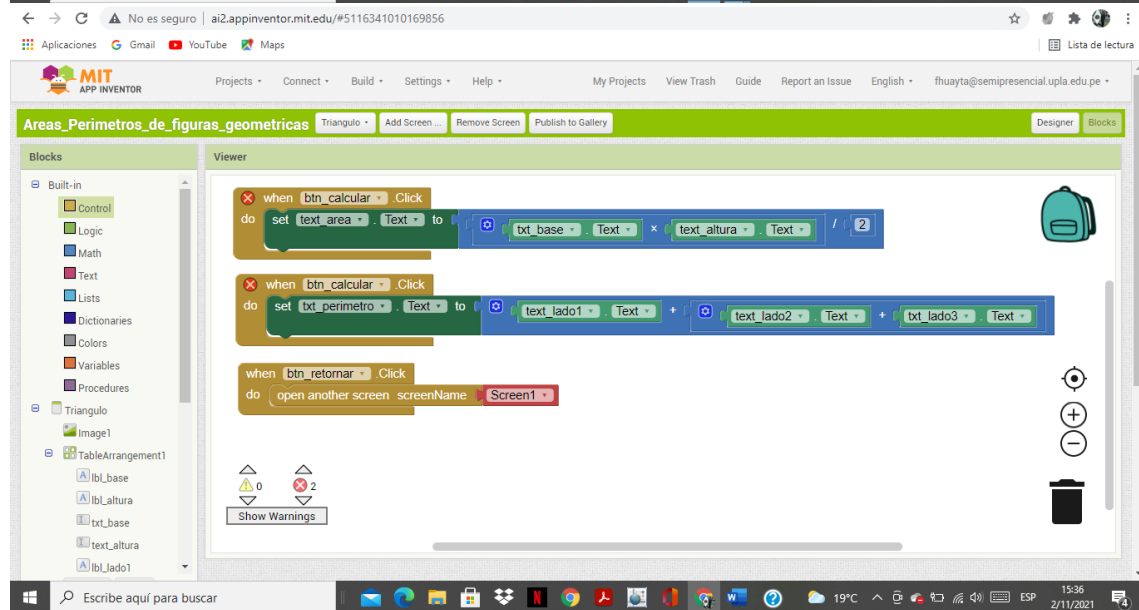 No es seguro | ai2.appinventor.mit.edu/#5116341010169856
Aplicaciones G Gmail YouTube Maps Lista de lectura
MIT
APP INVENTOR
Projects Connect Build Settings Help My Projects View Trash Guide Report an Issue English fhuayta@semipresencial.upla.edu.pe
Areas_Perimetros_de_figuras_geometricas Triangulo Add Screen ... Remove Screen Publish to Gallery Designer Blocks
Blocks
Viewer
Built-in
Control
Logic
Math
Text
Lists
Dictionaries
Colors
Variables
Procedures
Triangulo
Image1
TableArrangement1
A lbl_base
A lbl_altura
txt_base
text_altura
A lbl_lado1
when btn_calcular .Click
do set text_area . Text to txt_base . Text × text_altura . Text / 2
when btn_calcular .Click
do set txt_perimetro . Text to text_lado1 . Text + text_lado2 . Text + txt_lado3 . Text
when btn_retornar .Click
do open another screen screenName Screen1
0 2
Show Warnings
Escribe aquí para buscar
19°C ESP 15:36
2/11/2021